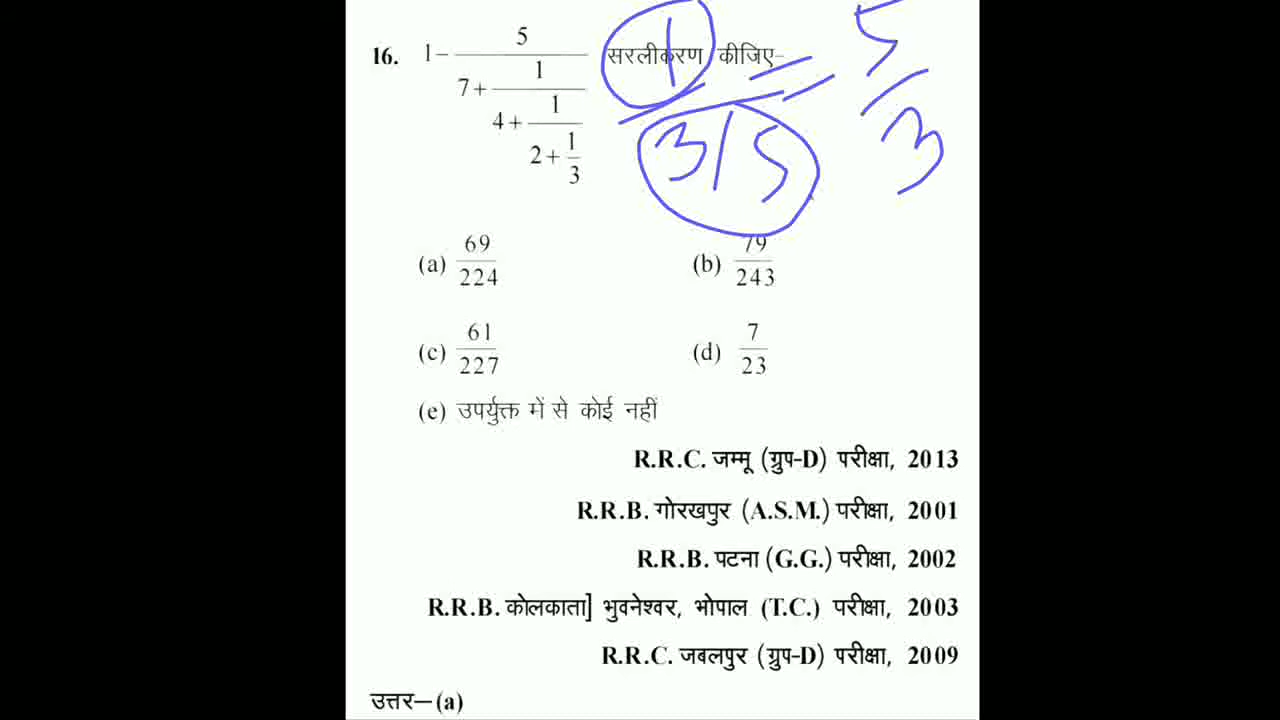 16. 1 - 5/(7 + 1/(4 + 1/(2 + 1/3))) सरलीकरण कीजिए–
1
3/5
=
5/3
(a) 69/224 (b) 79/243
(c) 61/227 (d) 7/23
(e) उपर्युक्त में से कोई नहीं
R.R.C. जम्मू (ग्रुप-D) परीक्षा, 2013
R.R.B. गोरखपुर (A.S.M.) परीक्षा, 2001
R.R.B. पटना (G.G.) परीक्षा, 2002
R.R.B. कोलकाता] भुवनेश्वर, भोपाल (T.C.) परीक्षा, 2003
R.R.C. जबलपुर (ग्रुप-D) परीक्षा, 2009
उत्तर—(a)